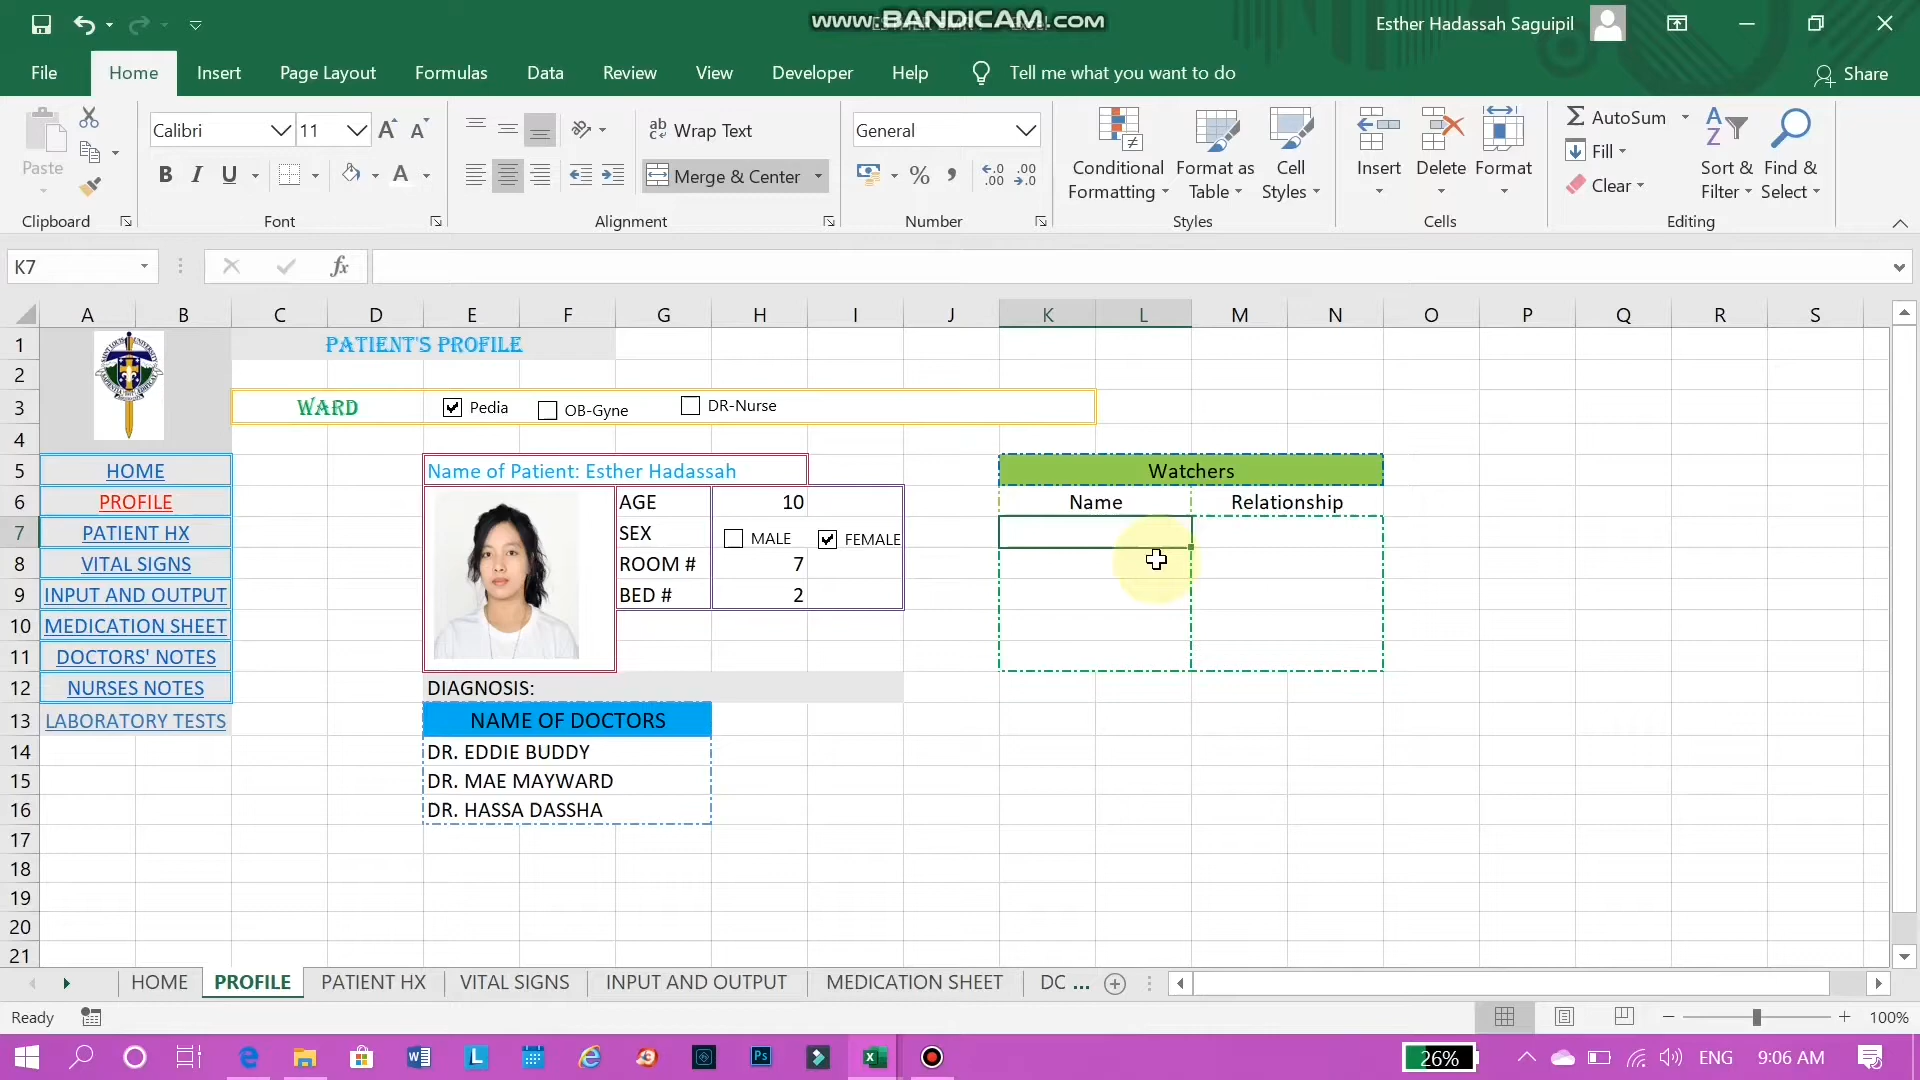 www.BANDICAM.com
Esther Hadassah Saguipil
File Home Insert Page Layout Formulas Data Review View Developer Help Tell me what you want to do Share
Paste
Clipboard
Calibri 11
B I U
Font
Wrap Text
Merge & Center
Alignment
General
Number
Conditional Formatting
Format as Table
Cell Styles
Styles
Insert Delete Format
Cells
AutoSum
Fill
Clear
Sort & Filter
Find & Select
Editing
K7
fx
A B C D E F G H I J K L M N O P Q R S
1 PATIENT'S PROFILE
2
3 WARD Pedia OB-Gyne DR-Nurse
4
5 HOME Name of Patient: Esther Hadassah Watchers
6 PROFILE AGE 10 Name Relationship
7 PATIENT HX SEX MALE FEMALE
8 VITAL SIGNS ROOM # 7
9 INPUT AND OUTPUT BED # 2
10 MEDICATION SHEET
11 DOCTORS' NOTES
12 NURSES NOTES DIAGNOSIS:
13 LABORATORY TESTS NAME OF DOCTORS
14 DR. EDDIE BUDDY
15 DR. MAE MAYWARD
16 DR. HASSA DASSHA
17
18
19
20
21
HOME PROFILE PATIENT HX VITAL SIGNS INPUT AND OUTPUT MEDICATION SHEET DC ...
Ready 100%
26% ENG 9:06 AM